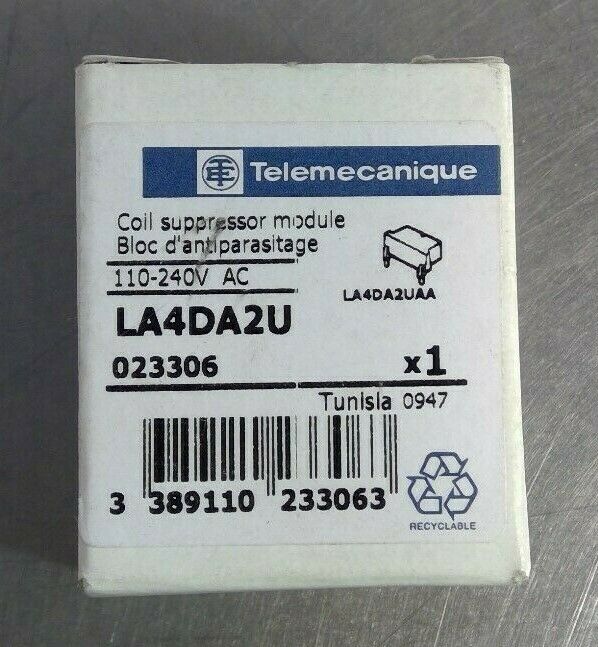 Telemecanique
Coil suppressor module
Bloc d'antiparasitage
110-240V AC
LA4DA2UAA
LA4DA2U
023306 x1
Tunisia 0947
3 389110 233063
RECYCLABLE